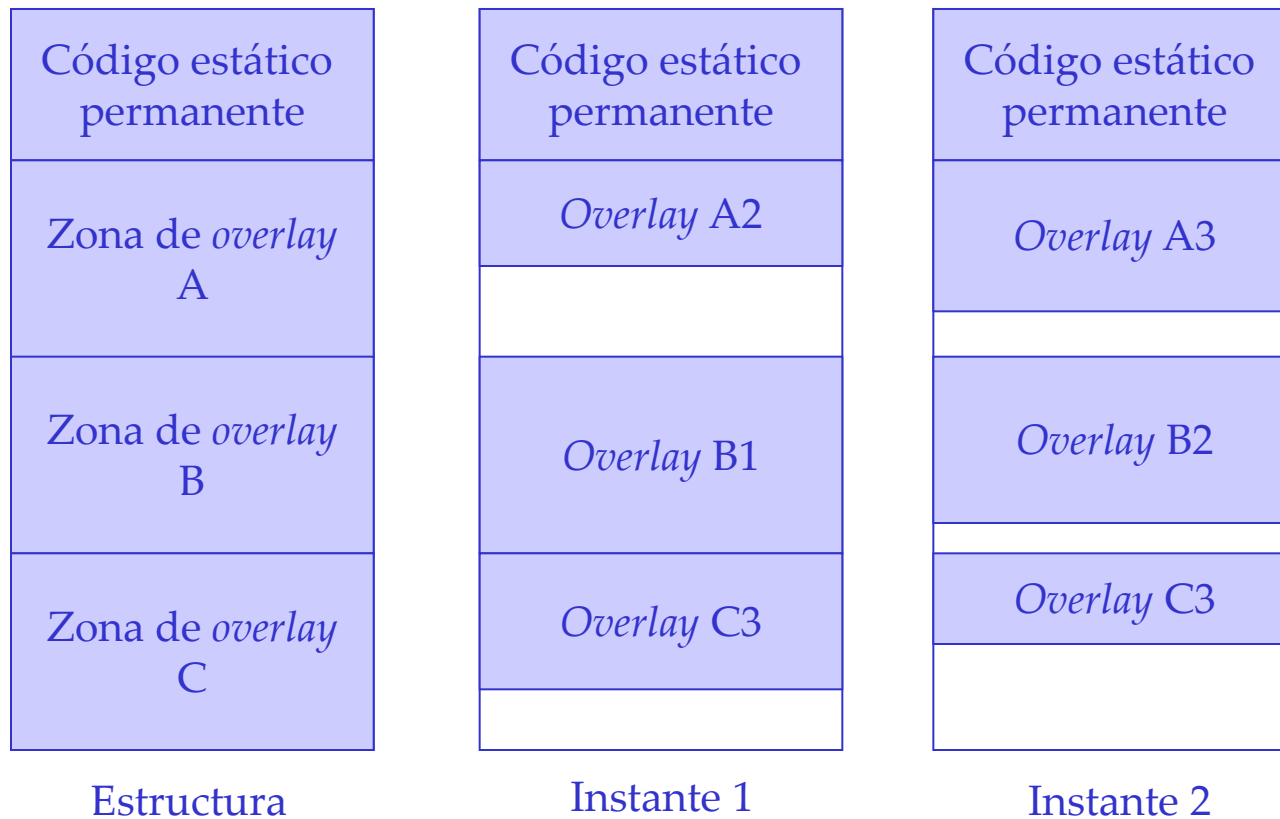 Código estático
permanente
Zona de overlay
A
Zona de overlay
B
Zona de overlay
C
Estructura
Código estático
permanente
Overlay A2
Overlay B1
Overlay C3
Instante 1
Código estático
permanente
Overlay A3
Overlay B2
Overlay C3
Instante 2